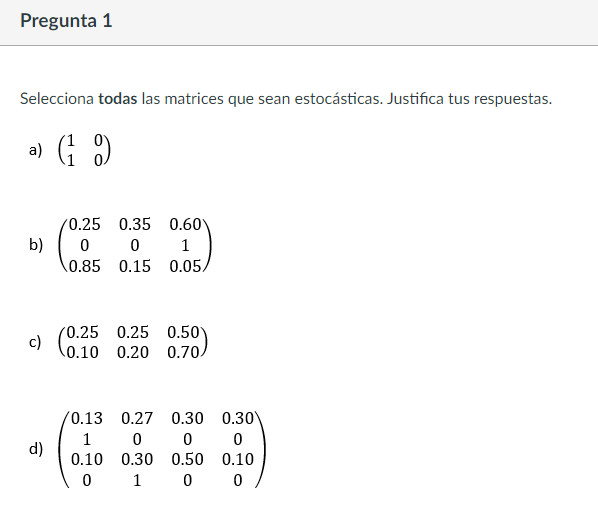 Pregunta 1
Selecciona todas las matrices que sean estocásticas. Justifica tus respuestas.
a) (1 0
1 0)
b) (0.25 0.35 0.60
0 0 1
0.85 0.15 0.05)
c) (0.25 0.25 0.50
0.10 0.20 0.70)
d) (0.13 0.27 0.30 0.30
1 0 0 0
0.10 0.30 0.50 0.10
0 1 0 0)